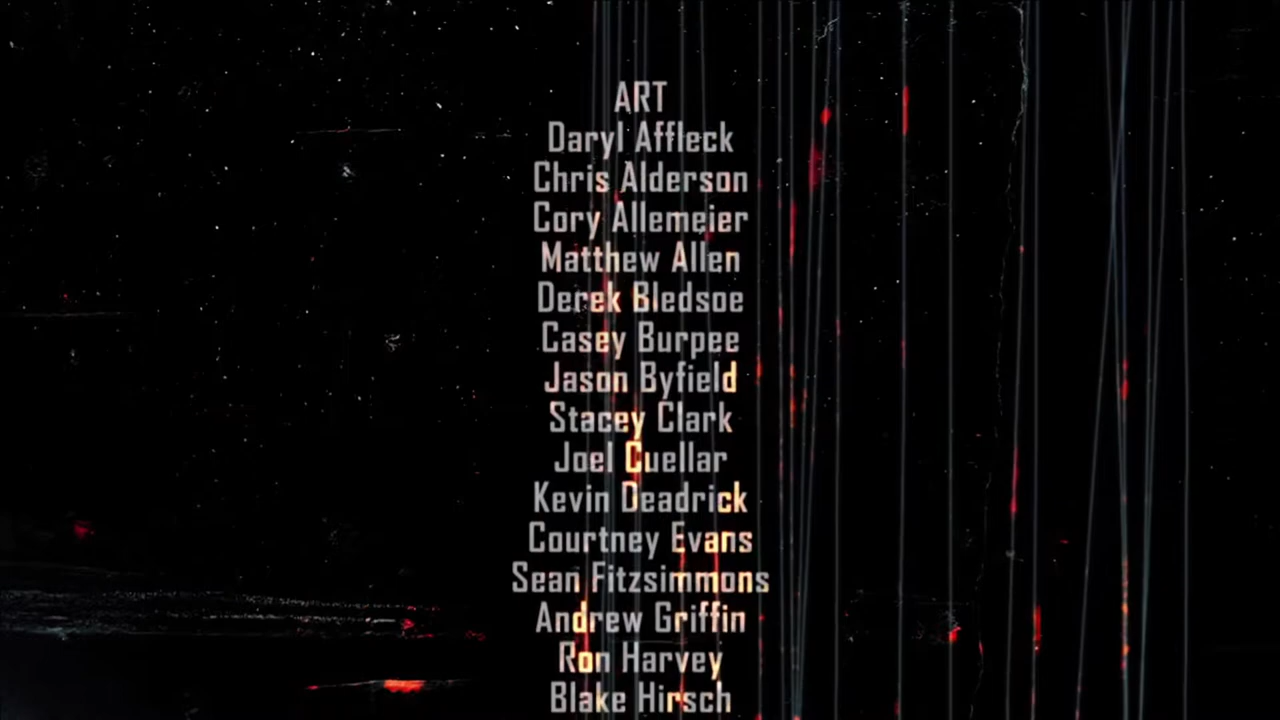 ART
Daryl Affleck
Chris Alderson
Cory Allemeier
Matthew Allen
Derek Bledsoe
Casey Burpee
Jason Byfield
Stacey Clark
Joel Cuellar
Kevin Deadrick
Courtney Evans
Sean Fitzsimmons
Andrew Griffin
Ron Harvey
Blake Hirsch